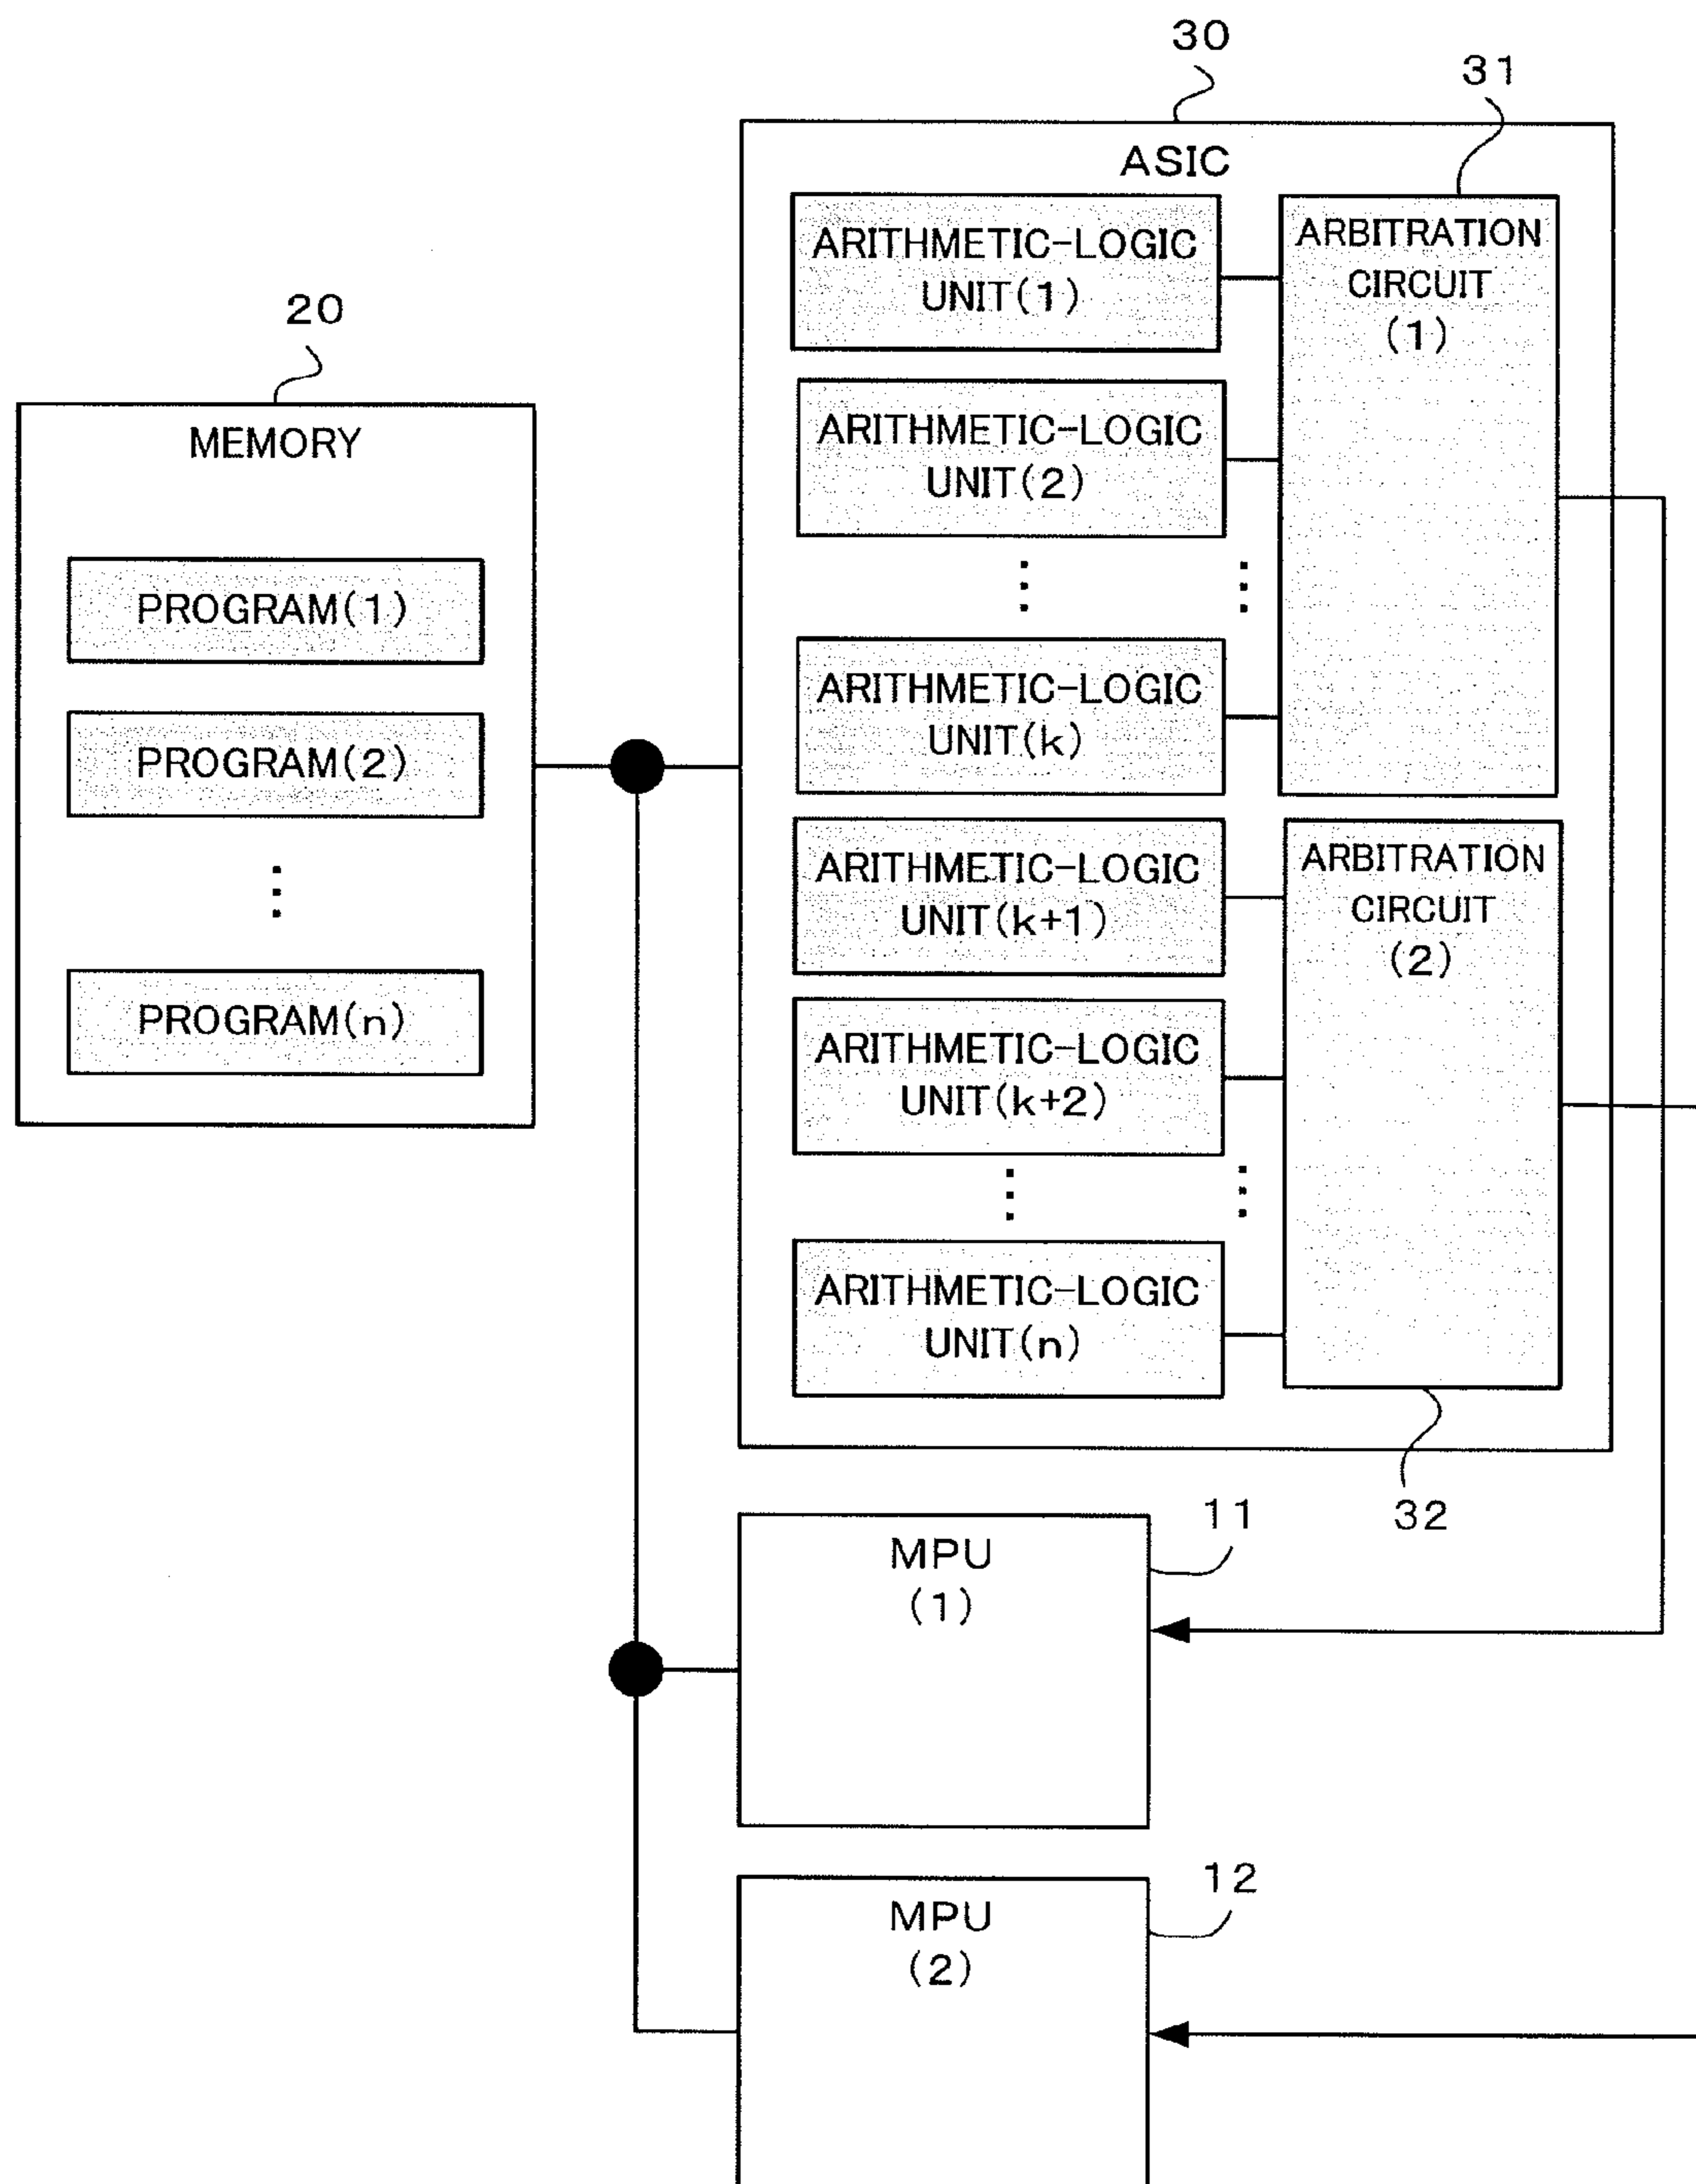 30
31
ASIC
ARITHMETIC-LOGIC
UNIT(1)
ARBITRATION
CIRCUIT
(1)
20
MEMORY
ARITHMETIC-LOGIC
UNIT(2)
⋮
⋮
PROGRAM(1)
ARITHMETIC-LOGIC
UNIT(k)
PROGRAM(2)
⋮
PROGRAM(n)
ARITHMETIC-LOGIC
UNIT(k+1)
ARBITRATION
CIRCUIT
(2)
ARITHMETIC-LOGIC
UNIT(k+2)
⋮
⋮
ARITHMETIC-LOGIC
UNIT(n)
32
11
MPU
(1)
12
MPU
(2)